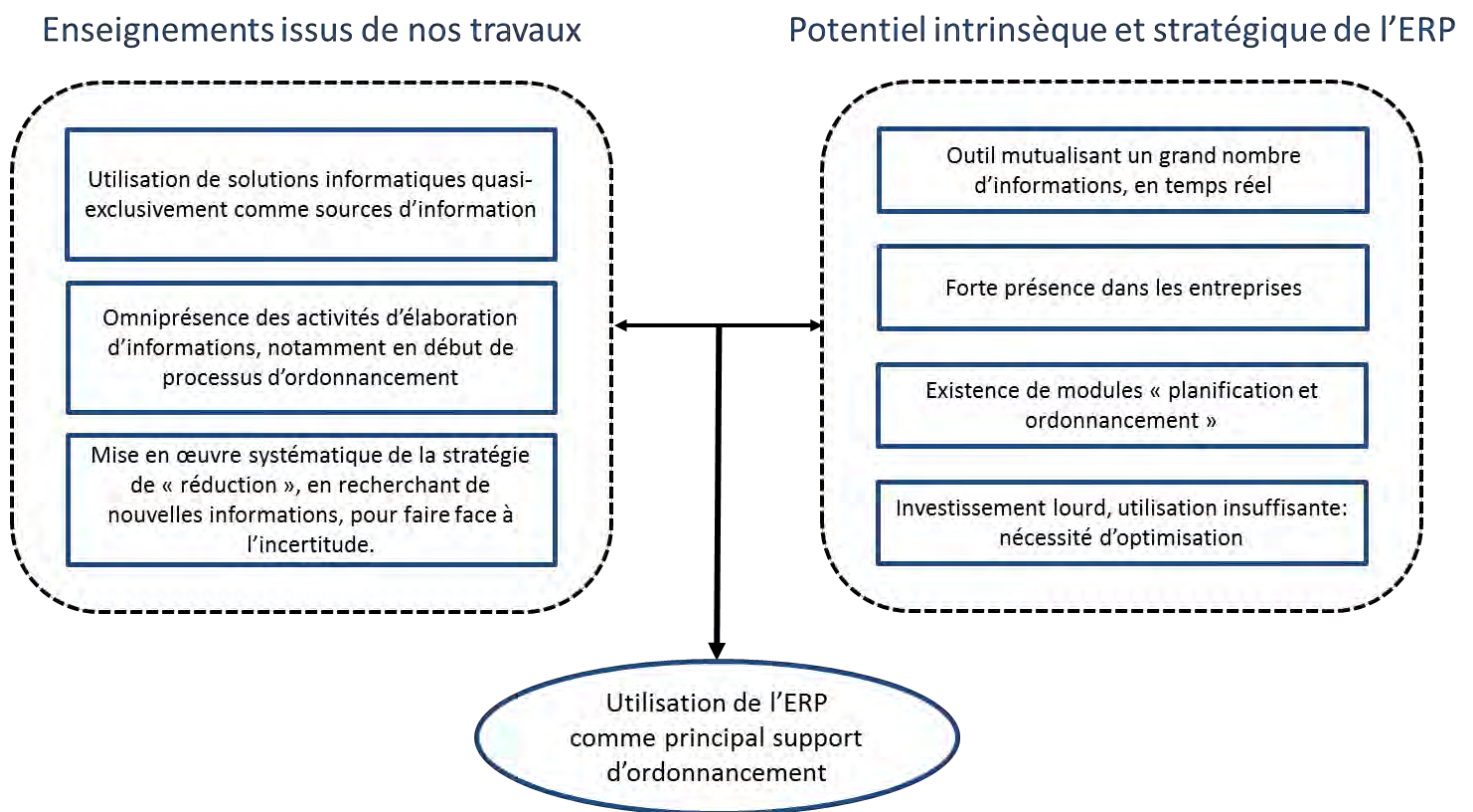 Enseignements issus de nos travaux
Utilisation de solutions informatiques quasi-
exclusivement comme sources d'information
Omniprésence des activités d'élaboration
d'informations, notamment en début de
processus d'ordonnancement
Mise en œuvre systématique de la stratégie
de « réduction », en recherchant de
nouvelles informations, pour faire face à
l'incertitude.
Potentiel intrinsèque et stratégique de l'ERP
Outil mutualisant un grand nombre
d'informations, en temps réel
Forte présence dans les entreprises
Existence de modules « planification et
ordonnancement »
Investissement lourd, utilisation insuffisante:
nécessité d'optimisation
Utilisation de l'ERP
comme principal support
d'ordonnancement